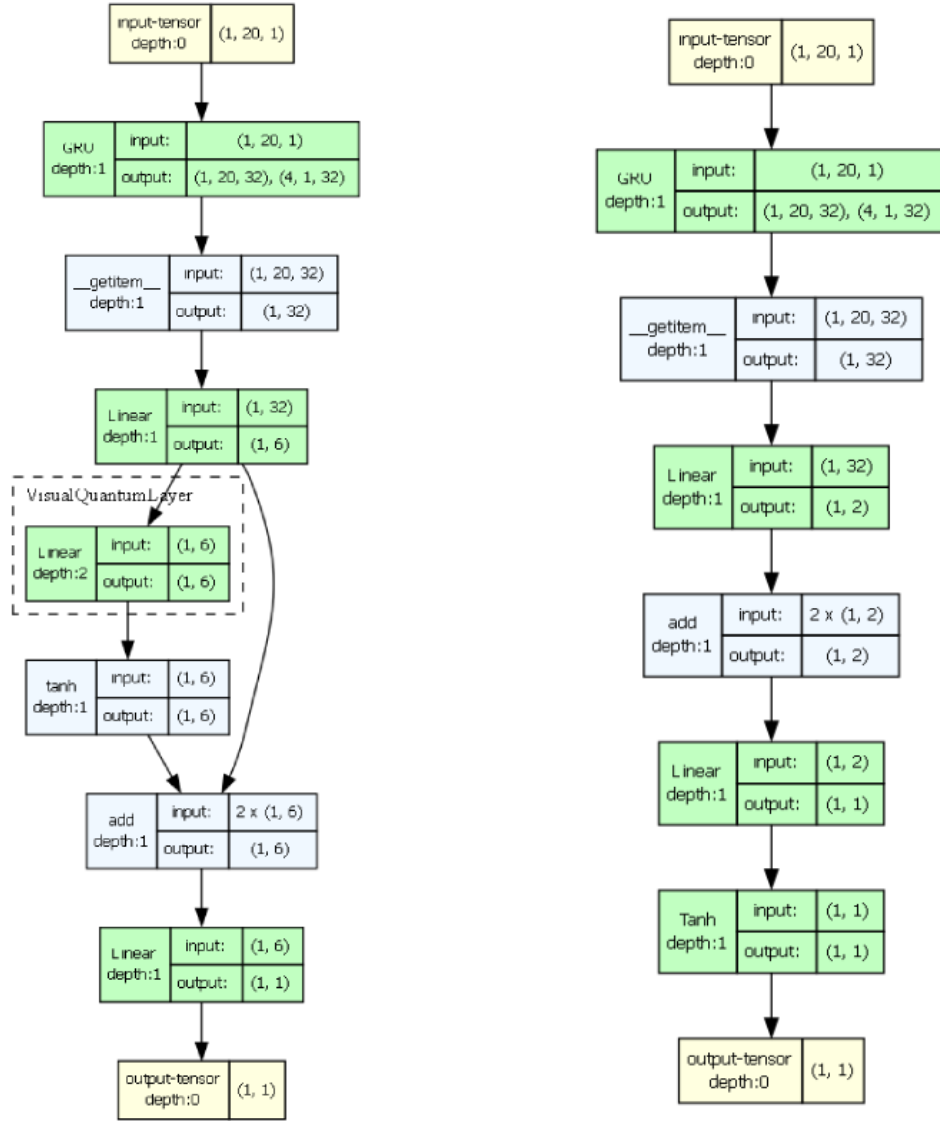 input-tensor
depth:0
(1, 20, 1)
GRU
depth:1
input:
(1, 20, 1)
output:
(1, 20, 32), (4, 1, 32)
__getitem__
depth:1
input:
(1, 20, 32)
output:
(1, 32)
Linear
depth:1
input:
(1, 32)
output:
(1, 6)
VisualQuantumLayer
Linear
depth:2
input:
(1, 6)
output:
(1, 6)
tanh
depth:1
input:
(1, 6)
output:
(1, 6)
add
depth:1
input:
2 x (1, 6)
output:
(1, 6)
Linear
depth:1
input:
(1, 6)
output:
(1, 1)
output-tensor
depth:0
(1, 1)
input-tensor
depth:0
(1, 20, 1)
GRU
depth:1
input:
(1, 20, 1)
output:
(1, 20, 32), (4, 1, 32)
__getitem__
depth:1
input:
(1, 20, 32)
output:
(1, 32)
Linear
depth:1
input:
(1, 32)
output:
(1, 2)
add
depth:1
input:
2 x (1, 2)
output:
(1, 2)
Linear
depth:1
input:
(1, 2)
output:
(1, 1)
Tanh
depth:1
input:
(1, 1)
output:
(1, 1)
output-tensor
depth:0
(1, 1)